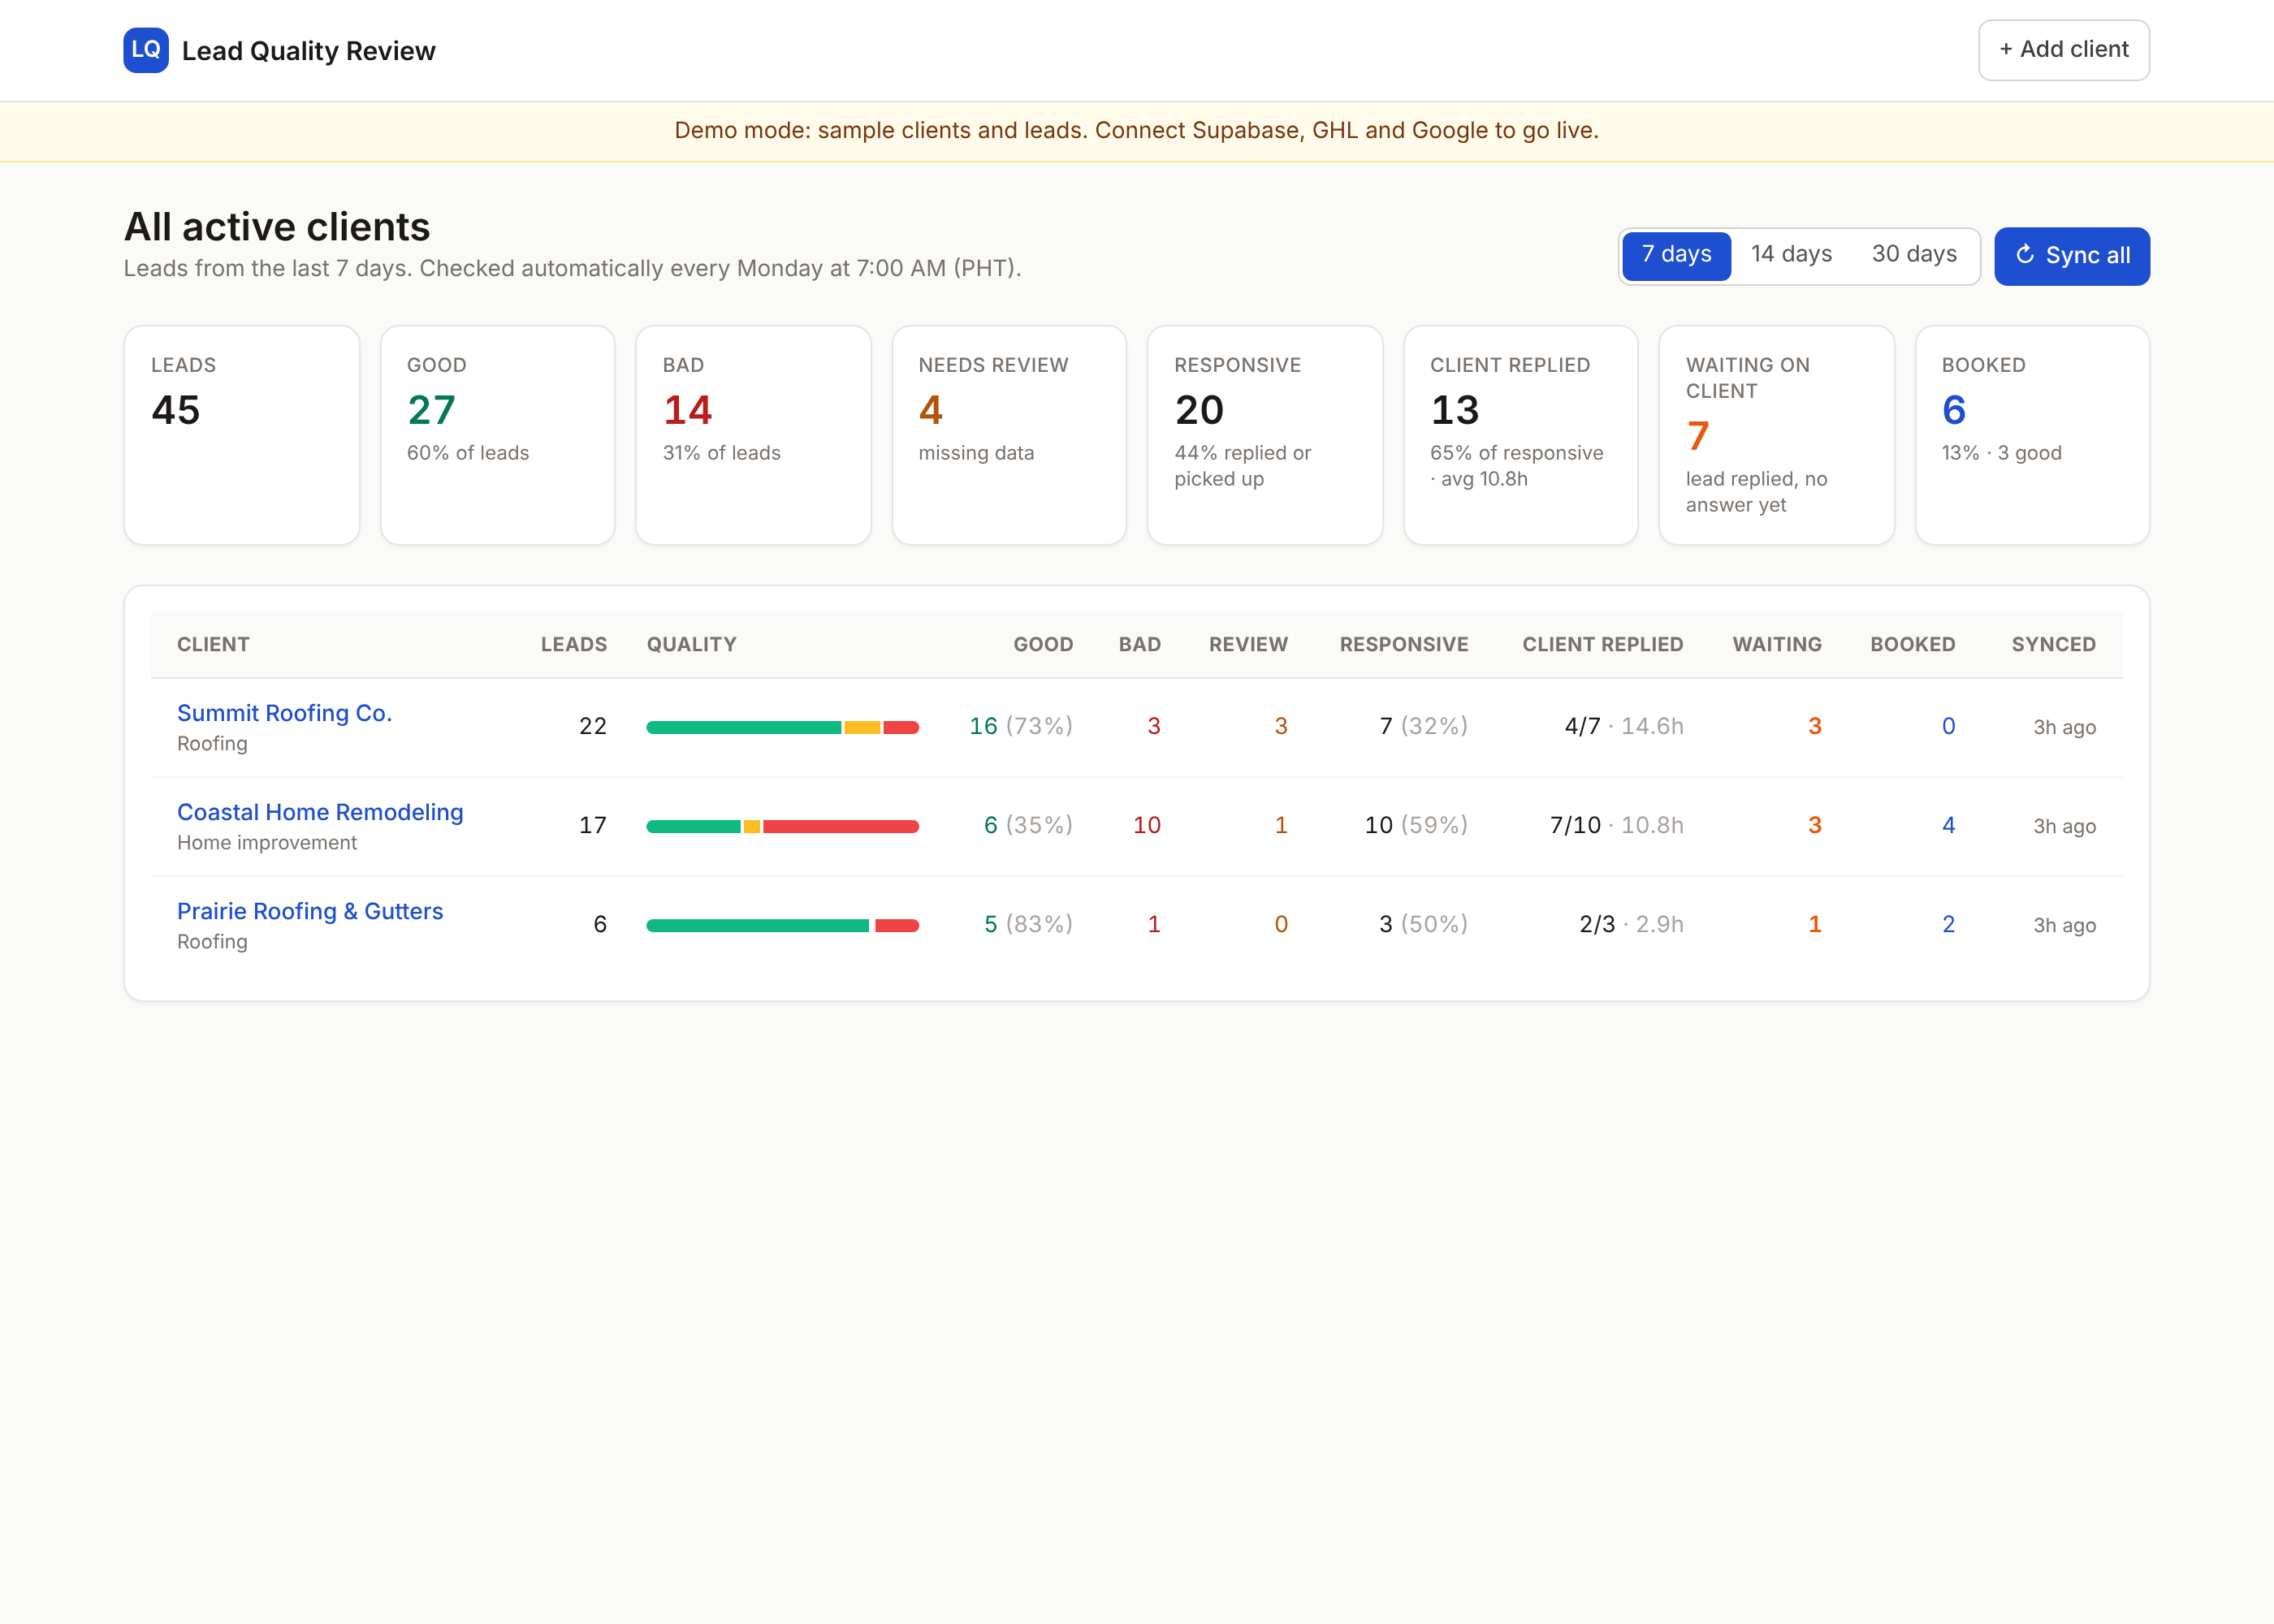 LQ Lead Quality Review
+ Add client
Demo mode: sample clients and leads. Connect Supabase, GHL and Google to go live.
All active clients
Leads from the last 7 days. Checked automatically every Monday at 7:00 AM (PHT).
7 days 14 days 30 days
↻ Sync all
LEADS
45
GOOD
27
60% of leads
BAD
14
31% of leads
NEEDS REVIEW
4
missing data
RESPONSIVE
20
44% replied or
picked up
CLIENT REPLIED
13
65% of responsive
· avg 10.8h
WAITING ON
CLIENT
7
lead replied, no
answer yet
BOOKED
6
13% · 3 good
CLIENT LEADS QUALITY GOOD BAD REVIEW RESPONSIVE CLIENT REPLIED WAITING BOOKED SYNCED
Summit Roofing Co.
Roofing
22 16 (73%) 3 3 7 (32%) 4/7 · 14.6h 3 0 3h ago
Coastal Home Remodeling
Home improvement
17 6 (35%) 10 1 10 (59%) 7/10 · 10.8h 3 4 3h ago
Prairie Roofing & Gutters
Roofing
6 5 (83%) 1 0 3 (50%) 2/3 · 2.9h 1 2 3h ago